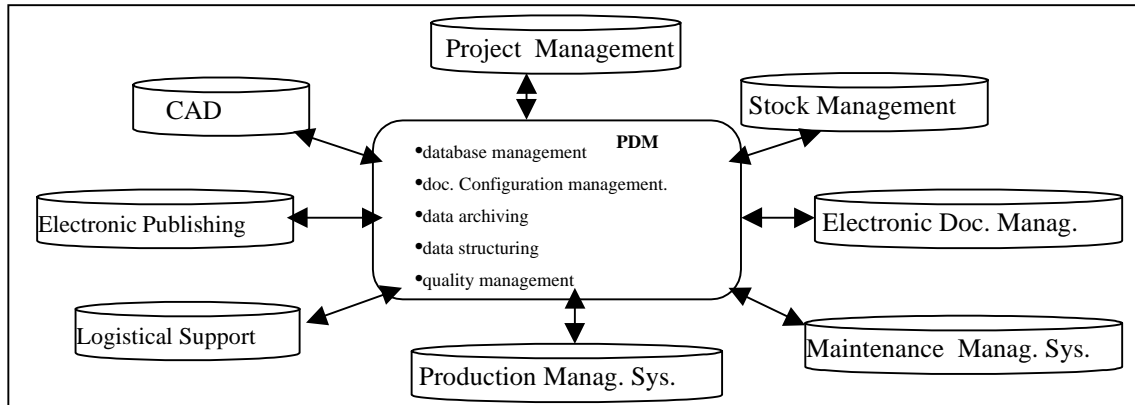 Project Management
CAD
Stock Management
PDM
•database management
•doc. Configuration management.
•data archiving
•data structuring
•quality management
Electronic Publishing
Electronic Doc. Manag.
Logistical Support
Production Manag. Sys.
Maintenance Manag. Sys.